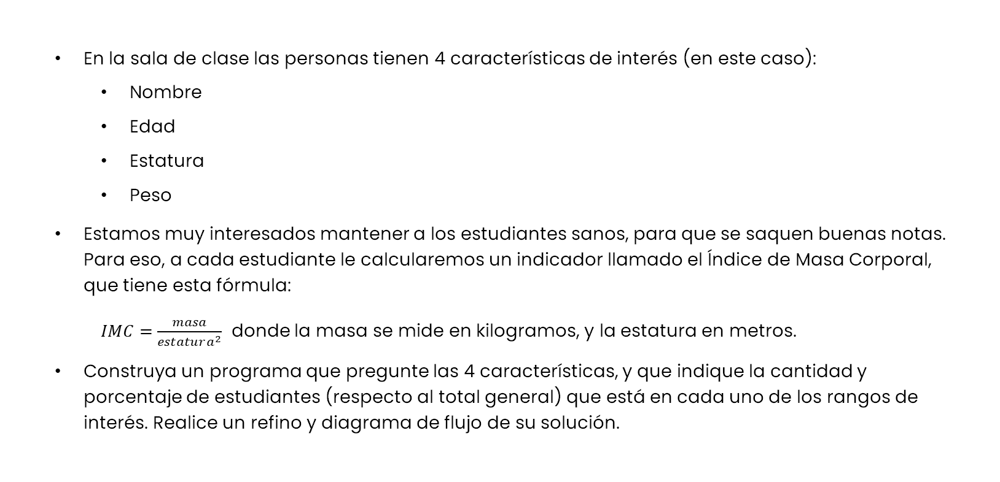 • En la sala de clase las personas tienen 4 características de interés (en este caso):
• Nombre
• Edad
• Estatura
• Peso
• Estamos muy interesados mantener a los estudiantes sanos, para que se saquen buenas notas.
Para eso, a cada estudiante le calcularemos un indicador llamado el Índice de Masa Corporal,
que tiene esta fórmula:
IMC = masa / estatura² donde la masa se mide en kilogramos, y la estatura en metros.
• Construya un programa que pregunte las 4 características, y que indique la cantidad y
porcentaje de estudiantes (respecto al total general) que está en cada uno de los rangos de
interés. Realice un refino y diagrama de flujo de su solución.